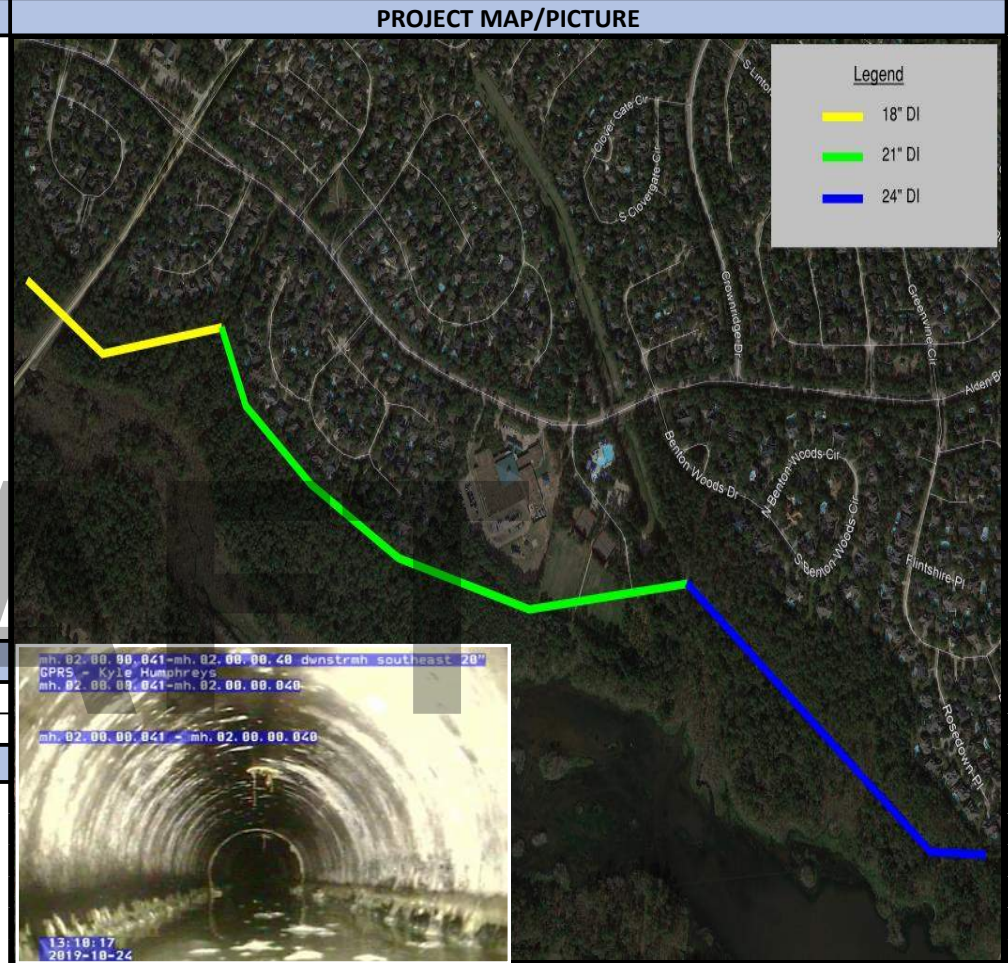 PROJECT MAP/PICTURE
Legend
18" DI
21" DI
24" DI
Clover Gate Cir
S Clovergate Cir
Crownridge Dr
Greenvine Cir
Benton Woods Dr
N Benton Woods Cir
S Benton Woods Cir
Flintshire Pl
Rosedown Pl
mh.02.00.00.041-mh.02.00.00.40 dwnstrmh southeast 20"
GPRS - Kyle Humphreys
mh.02.00.00.041-mh.02.00.00.040
mh.02.00.00.041 - mh.02.00.00.040
13:10:17
2019-10-24